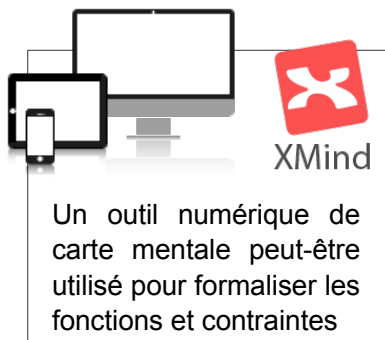 XMind
Un outil numérique de
carte mentale peut-être
utilisé pour formaliser les
fonctions et contraintes